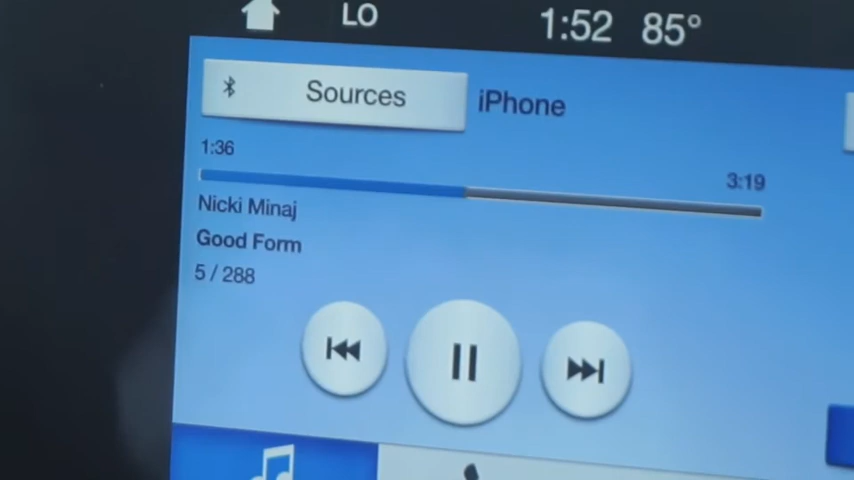 LO 1:52 85°
Sources iPhone
1:36 3:19
Nicki Minaj
Good Form
5 / 288